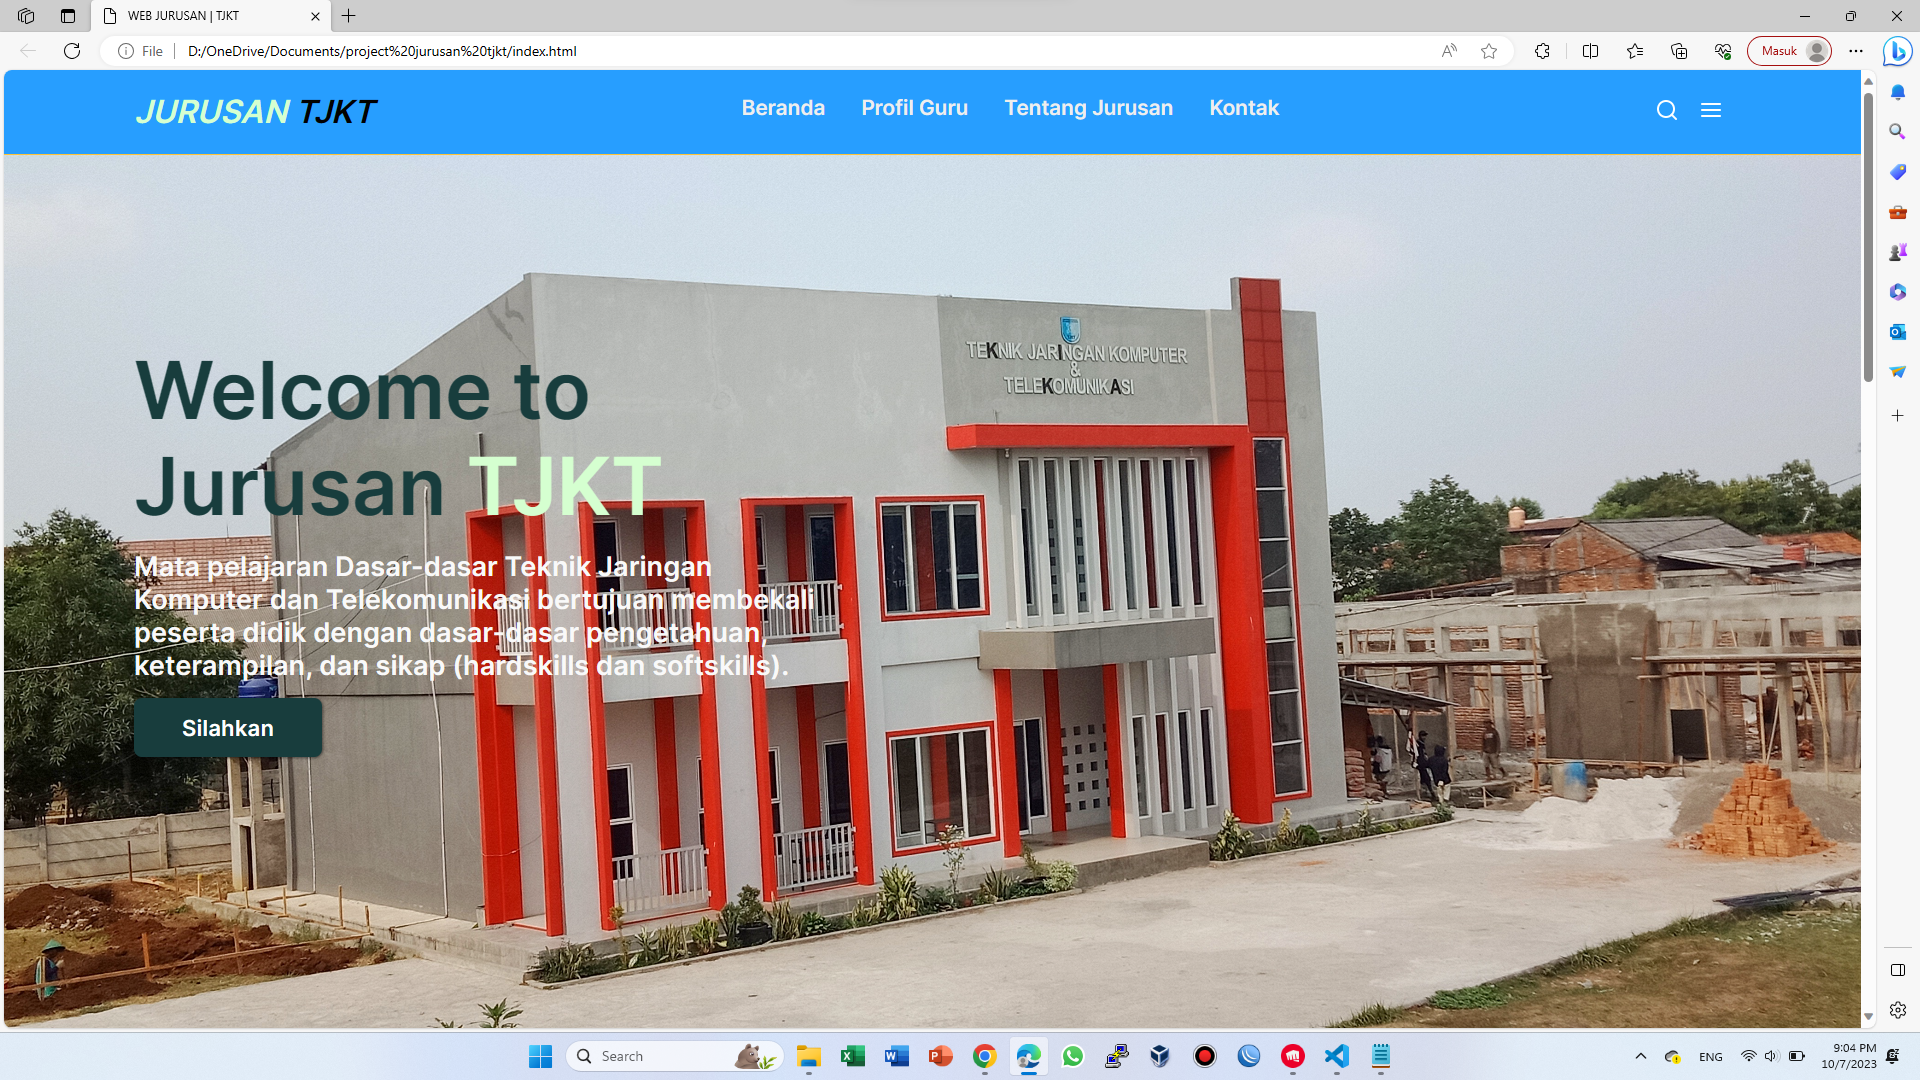 WEB JURUSAN | TJKT
File
D:/OneDrive/Documents/project%20jurusan%20tjkt/index.html
Masuk
JURUSAN TJKT
Beranda
Profil Guru
Tentang Jurusan
Kontak
TEKNIK JARINGAN KOMPUTER
&
TELEKOMUNIKASI
Welcome to
Jurusan TJKT
Mata pelajaran Dasar-dasar Teknik Jaringan
Komputer dan Telekomunikasi bertujuan membekali
peserta didik dengan dasar-dasar pengetahuan,
keterampilan, dan sikap (hardskills dan softskills).
Silahkan
Search
ENG
9:04 PM
10/7/2023